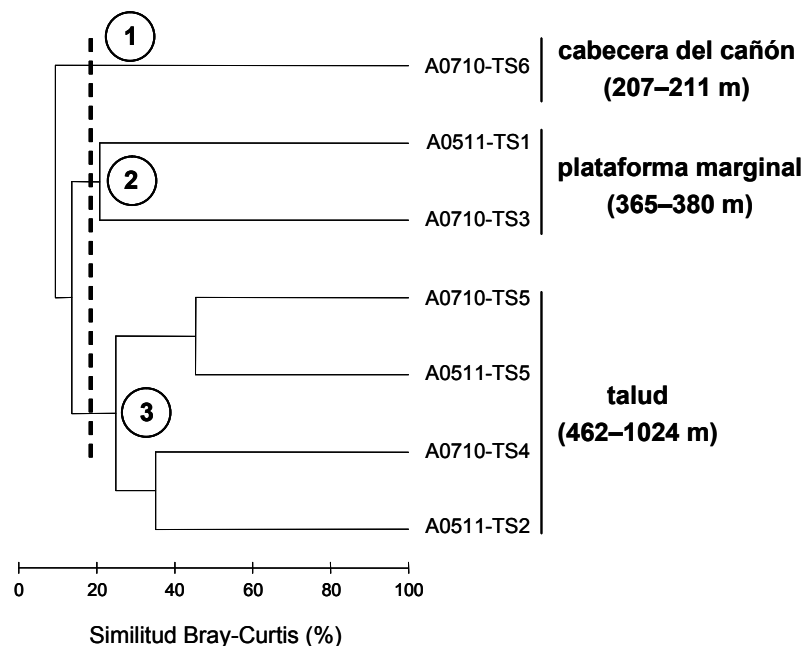 1
A0710-TS6
cabecera del cañón
(207–211 m)
A0511-TS1
2
plataforma marginal
(365–380 m)
A0710-TS3
A0710-TS5
A0511-TS5
3
talud
(462–1024 m)
A0710-TS4
A0511-TS2
0 20 40 60 80 100
Similitud Bray-Curtis (%)